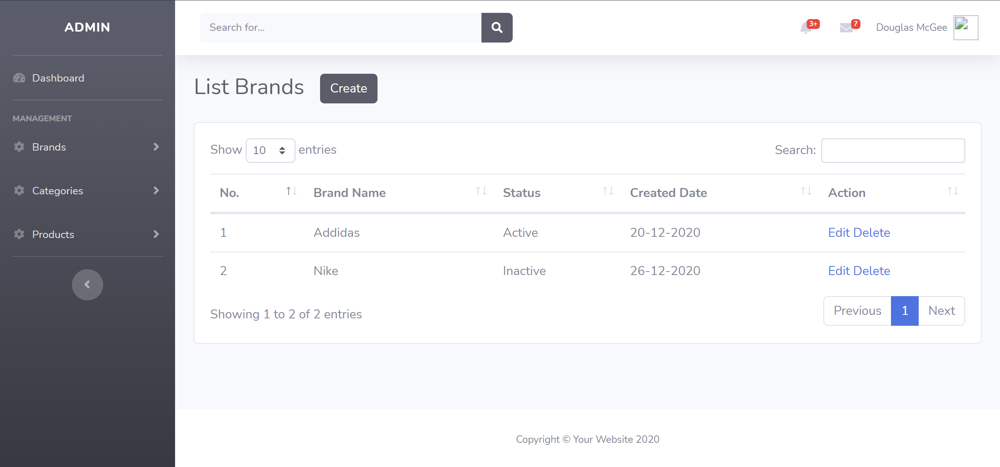 ADMIN
Search for...
3+
7
Douglas McGee
Dashboard
MANAGEMENT
Brands
Categories
Products
List Brands
Create
Show 10 entries
Search:
No. Brand Name Status Created Date Action
1 Addidas Active 20-12-2020 Edit Delete
2 Nike Inactive 26-12-2020 Edit Delete
Showing 1 to 2 of 2 entries
Previous 1 Next
Copyright © Your Website 2020